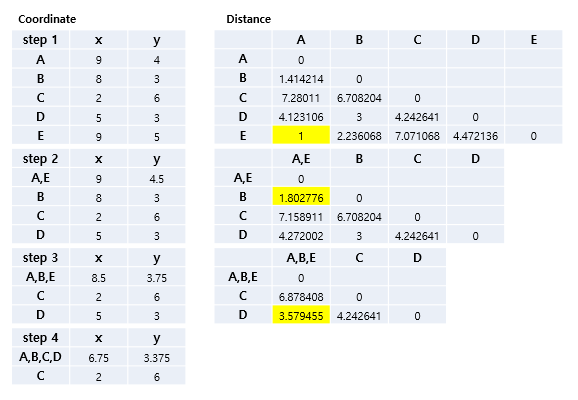 Coordinate Distance
step 1 x y A B C D E
A 9 4 A 0
B 8 3 B 1.414214 0
C 2 6 C 7.28011 6.708204 0
D 5 3 D 4.123106 3 4.242641 0
E 9 5 E 1 2.236068 7.071068 4.472136 0
step 2 x y A,E B C D
A,E 9 4.5 A,E 0
B 8 3 B 1.802776 0
C 2 6 C 7.158911 6.708204 0
D 5 3 D 4.272002 3 4.242641 0
step 3 x y A,B,E C D
A,B,E 8.5 3.75 A,B,E 0
C 2 6 C 6.878408 0
D 5 3 D 3.579455 4.242641 0
step 4 x y
A,B,C,D 6.75 3.375
C 2 6